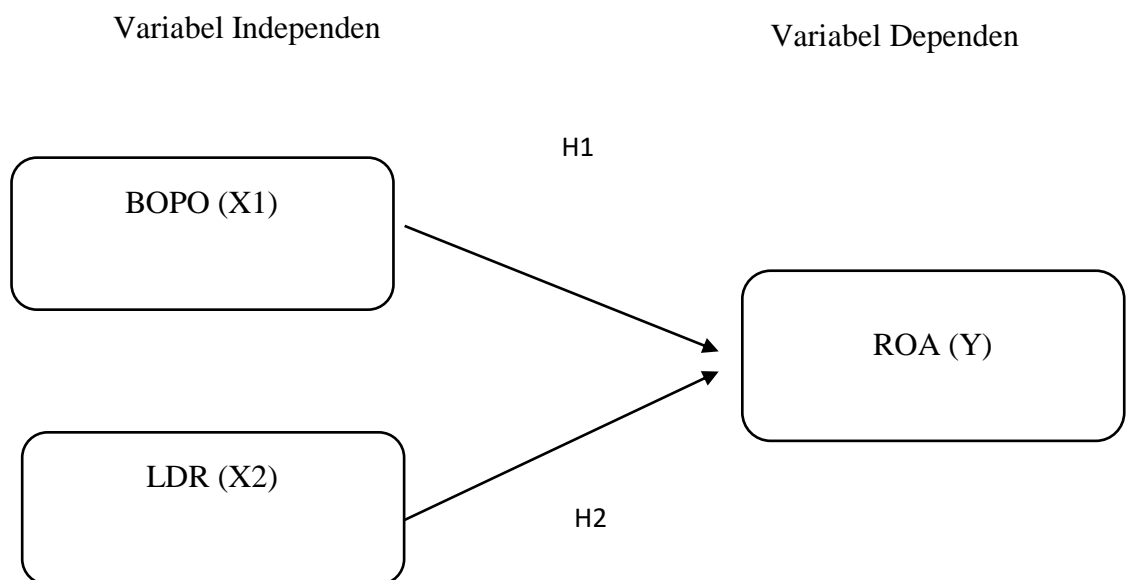 Variabel Independen
Variabel Dependen
H1
BOPO (X1)
ROA (Y)
LDR (X2)
H2